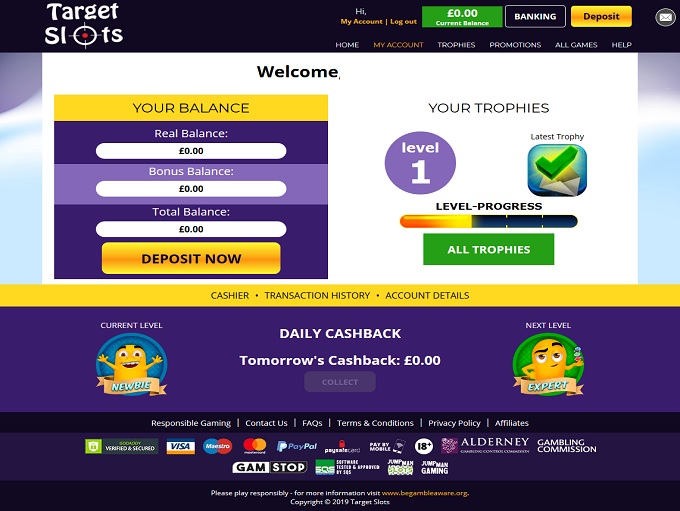 Target
Slots
Hi,
My Account | Log out
£0.00
Current Balance
BANKING
Deposit
HOME MY ACCOUNT TROPHIES PROMOTIONS ALL GAMES HELP
Welcome,
YOUR BALANCE
Real Balance:
£0.00
Bonus Balance:
£0.00
Total Balance:
£0.00
DEPOSIT NOW
YOUR TROPHIES
level
1
Latest Trophy
LEVEL-PROGRESS
ALL TROPHIES
CASHIER • TRANSACTION HISTORY • ACCOUNT DETAILS
CURRENT LEVEL
NEWBIE
DAILY CASHBACK
Tomorrow's Cashback: £0.00
COLLECT
NEXT LEVEL
EXPERT
Responsible Gaming | Contact Us | FAQs | Terms & Conditions | Privacy Policy | Affiliates
GODADDY
VERIFIED & SECURED
VISA
Maestro
MasterCard
PayPal
paysafecard
PAY BY
MOBILE
18+
ALDERNEY
GAMBLING CONTROL COMMISSION
GAMBLING
COMMISSION
GAMSTOP
SQS
SOFTWARE
TESTED & APPROVED
BY SQS
JUMPMAN
SLOTS
JUMPMAN
GAMING
Please play responsibly - for more information visit www.begambleaware.org.
Copyright © 2019 Target Slots